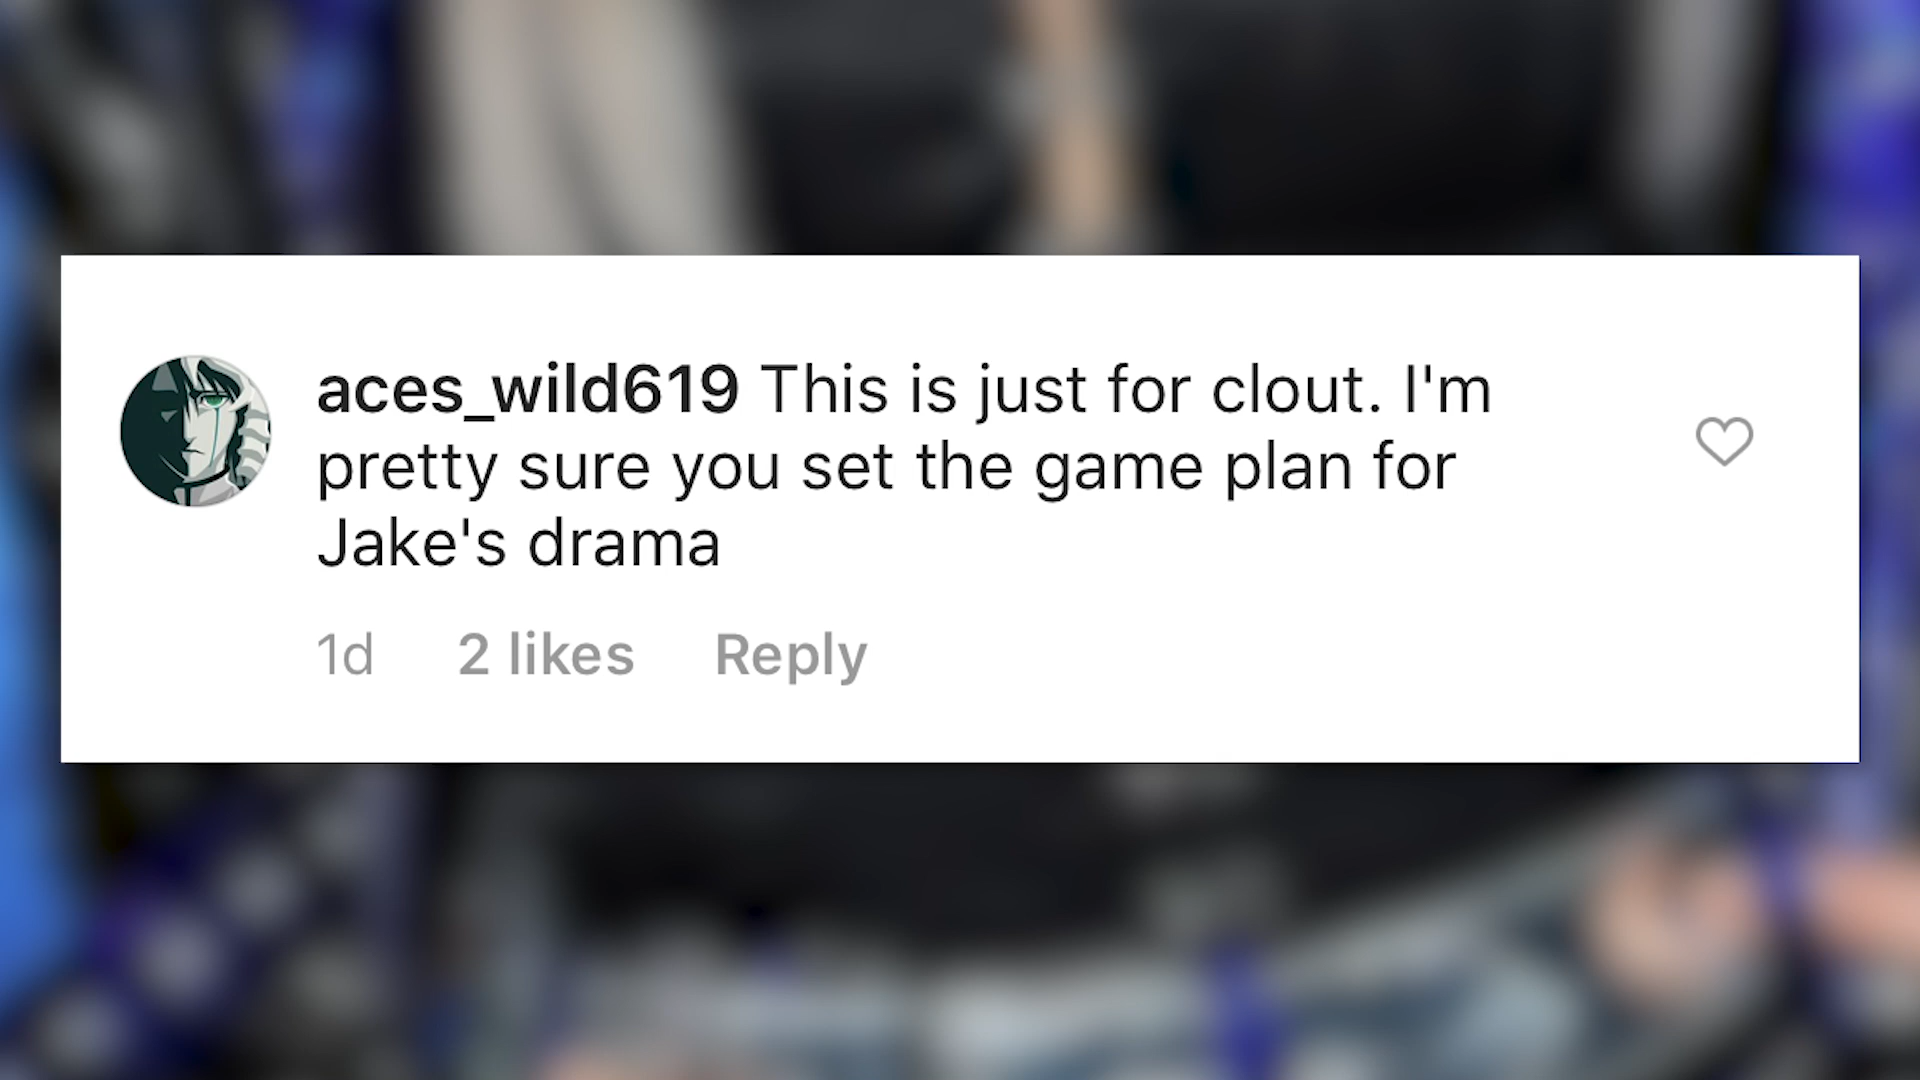 aces_wild619 This is just for clout. I'm
pretty sure you set the game plan for
Jake's drama
1d 2 likes Reply